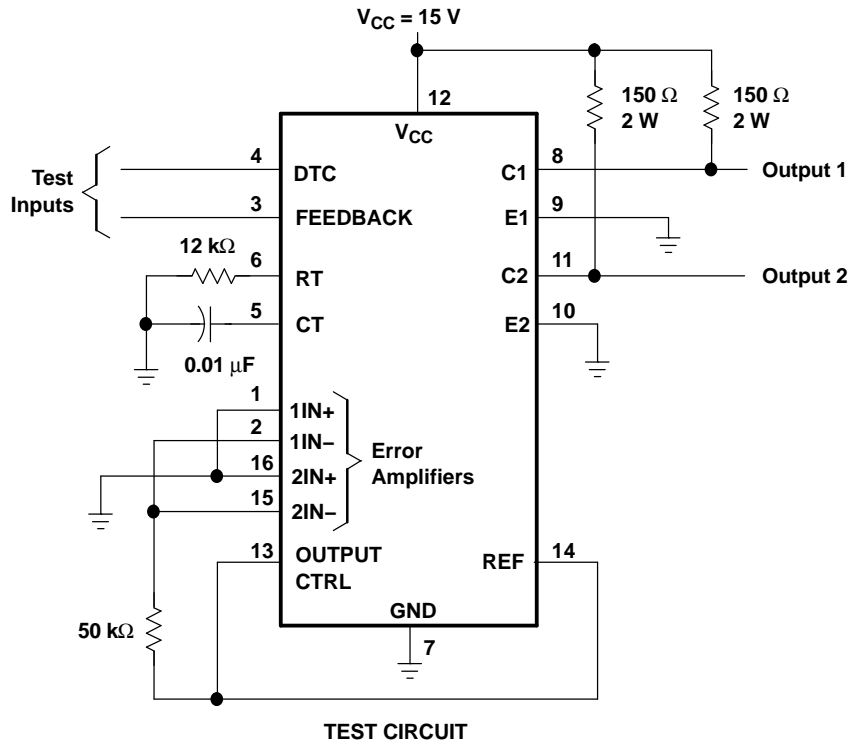 VCC = 15 V
12
VCC
150 Ω
2 W
150 Ω
2 W
Test
Inputs
4
DTC
3
FEEDBACK
12 kΩ
6
RT
5
CT
0.01 μF
1
1IN+
2
1IN−
16
2IN+
15
2IN−
Error
Amplifiers
13
OUTPUT
CTRL
50 kΩ
C1
8
Output 1
E1
9
C2
11
Output 2
E2
10
REF
14
GND
7
TEST CIRCUIT